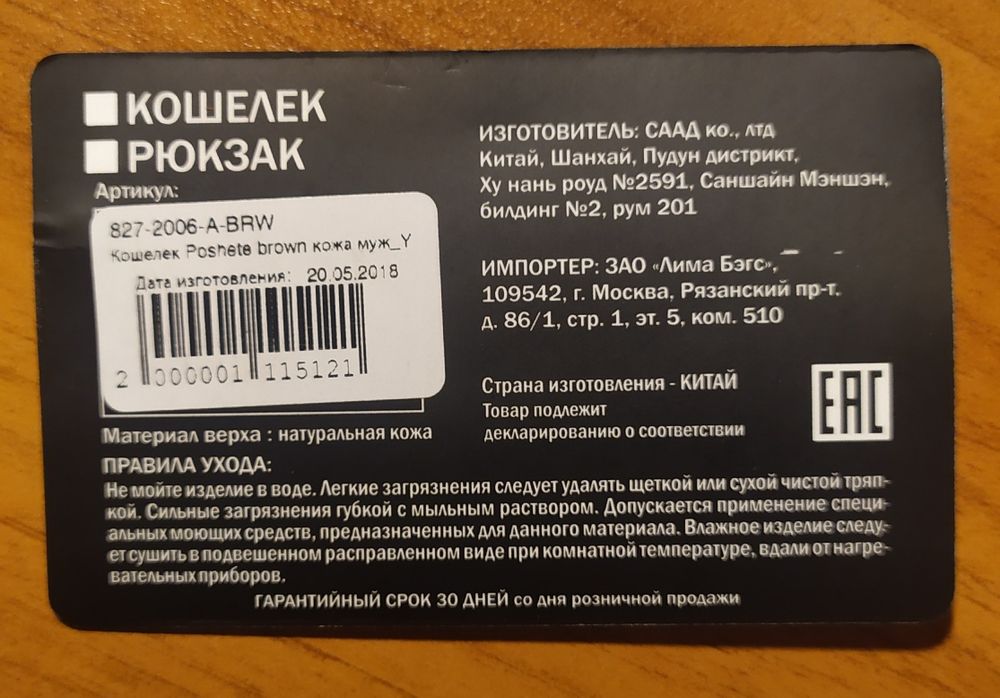 КОШЕЛЕК
РЮКЗАК
Артикул:
827-2006-A-BRW
Кошелек Poshete brown кожа муж_Y
Дата изготовления: 20.05.2018
2 000001 115121
Материал верха : натуральная кожа
ИЗГОТОВИТЕЛЬ: СААД ко., лтд
Китай, Шанхай, Пудун дистрикт,
Ху нань роуд №2591, Саншайн Мэншэн,
билдинг №2, рум 201
ИМПОРТЕР: ЗАО «Лима Бэгс»,
109542, г. Москва, Рязанский пр-т.
д. 86/1, стр. 1, эт. 5, ком. 510
Страна изготовления - КИТАЙ
Товар подлежит
декларированию о соответствии
EAC
ПРАВИЛА УХОДА:
Не мойте изделие в воде. Легкие загрязнения следует удалять щеткой или сухой чистой тряп-
кой. Сильные загрязнения губкой с мыльным раствором. Допускается применение специ-
альных моющих средств, предназначенных для данного материала. Влажное изделие следу-
ет сушить в подвешенном расправленном виде при комнатной температуре, вдали от нагре-
вательных приборов.
ГАРАНТИЙНЫЙ СРОК 30 ДНЕЙ со дня розничной продажи